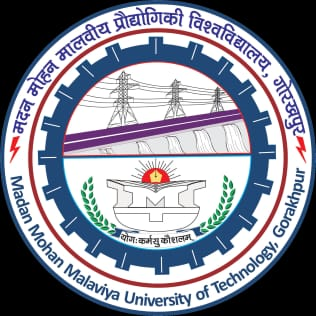 मदन मोहन मालवीय प्रौद्योगिकी विश्वविद्यालय, गोरखपुर
योगः कर्मसु कौशलम्
Madan Mohan Malaviya University of Technology, Gorakhpur